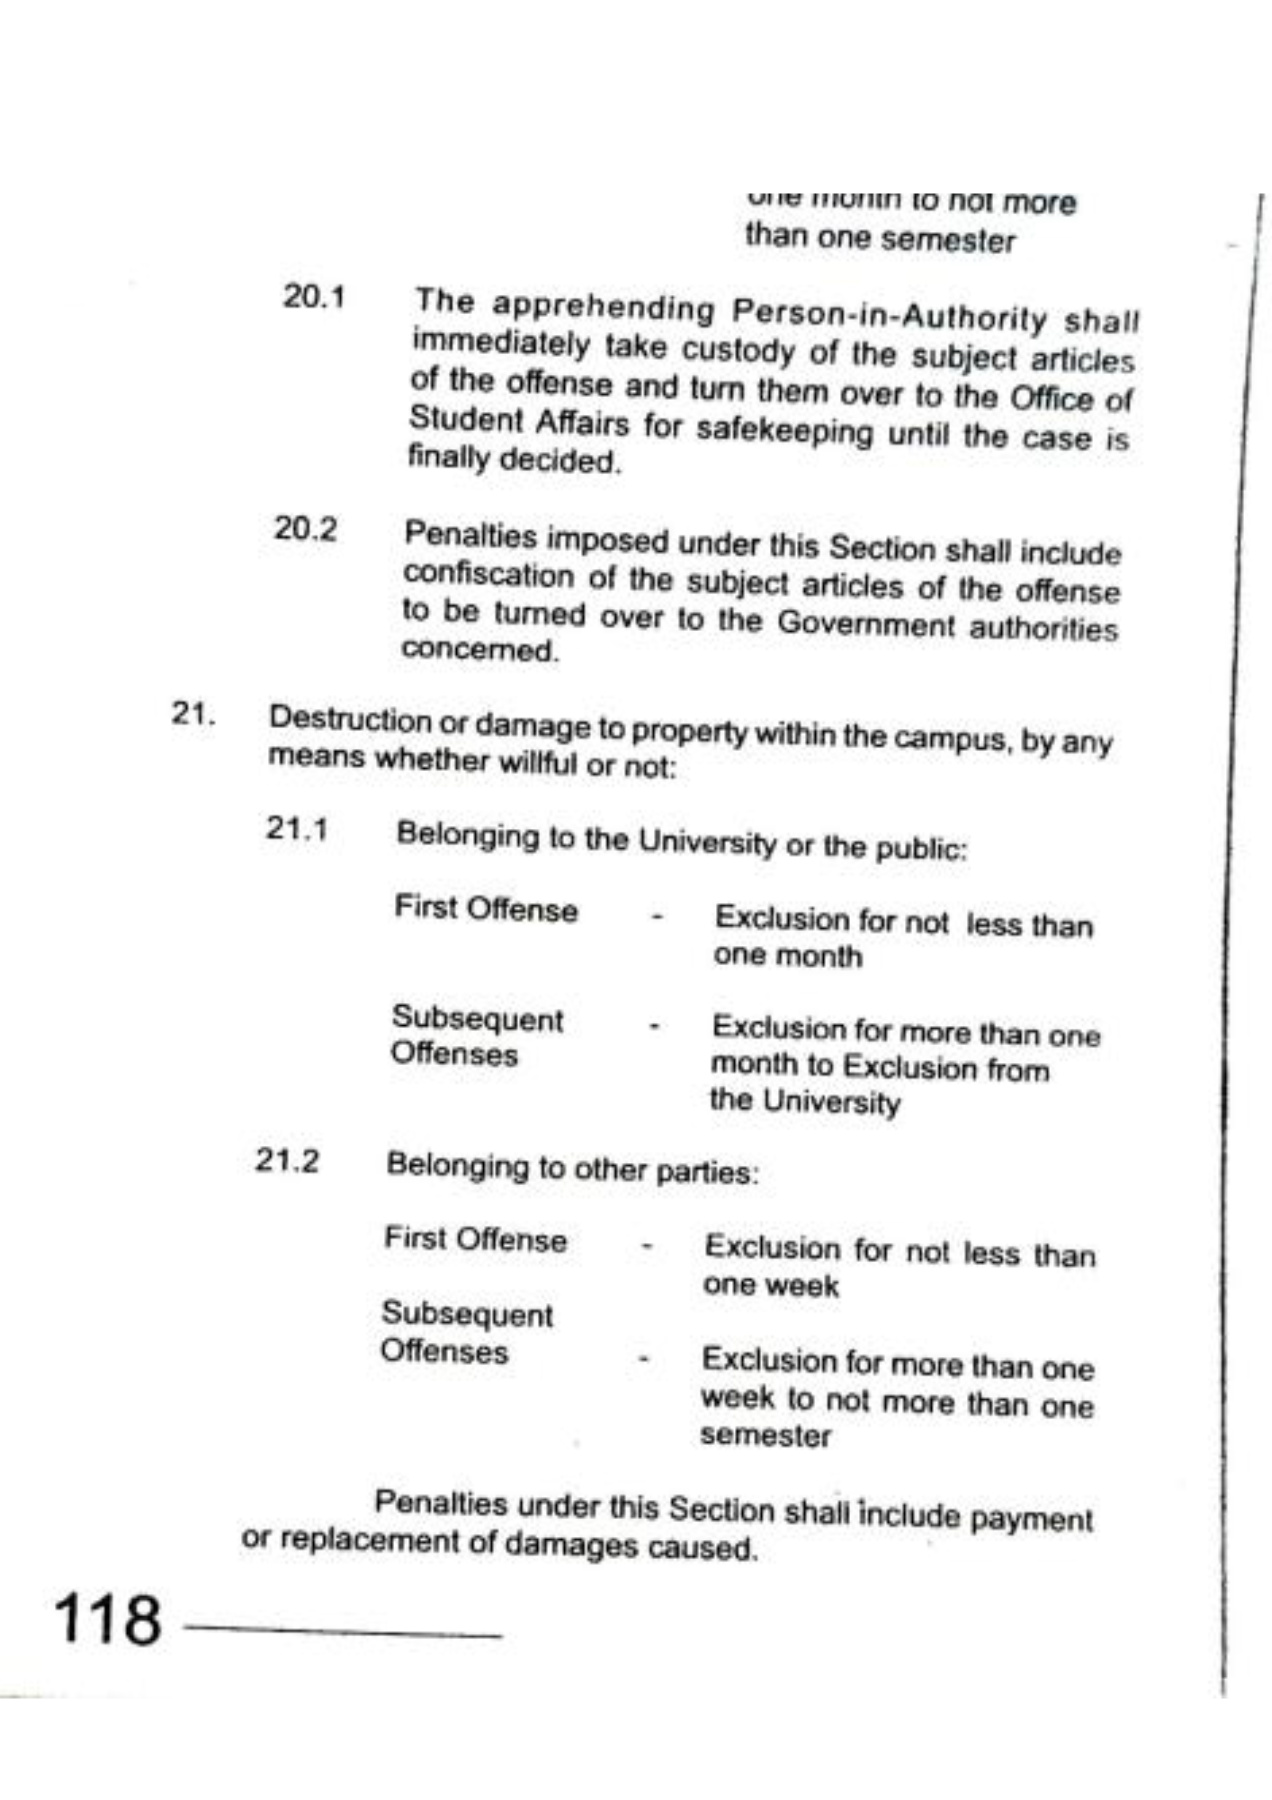 one month to not more
than one semester
20.1 The apprehending Person-in-Authority shall
immediately take custody of the subject articles
of the offense and turn them over to the Office of
Student Affairs for safekeeping until the case is
finally decided.
20.2 Penalties imposed under this Section shall include
confiscation of the subject articles of the offense
to be turned over to the Government authorities
concerned.
21. Destruction or damage to property within the campus, by any
means whether willful or not:
21.1 Belonging to the University or the public:
First Offense - Exclusion for not less than
one month
Subsequent - Exclusion for more than one
Offenses month to Exclusion from
the University
21.2 Belonging to other parties:
First Offense - Exclusion for not less than
one week
Subsequent
Offenses - Exclusion for more than one
week to not more than one
semester
Penalties under this Section shall include payment
or replacement of damages caused.
118